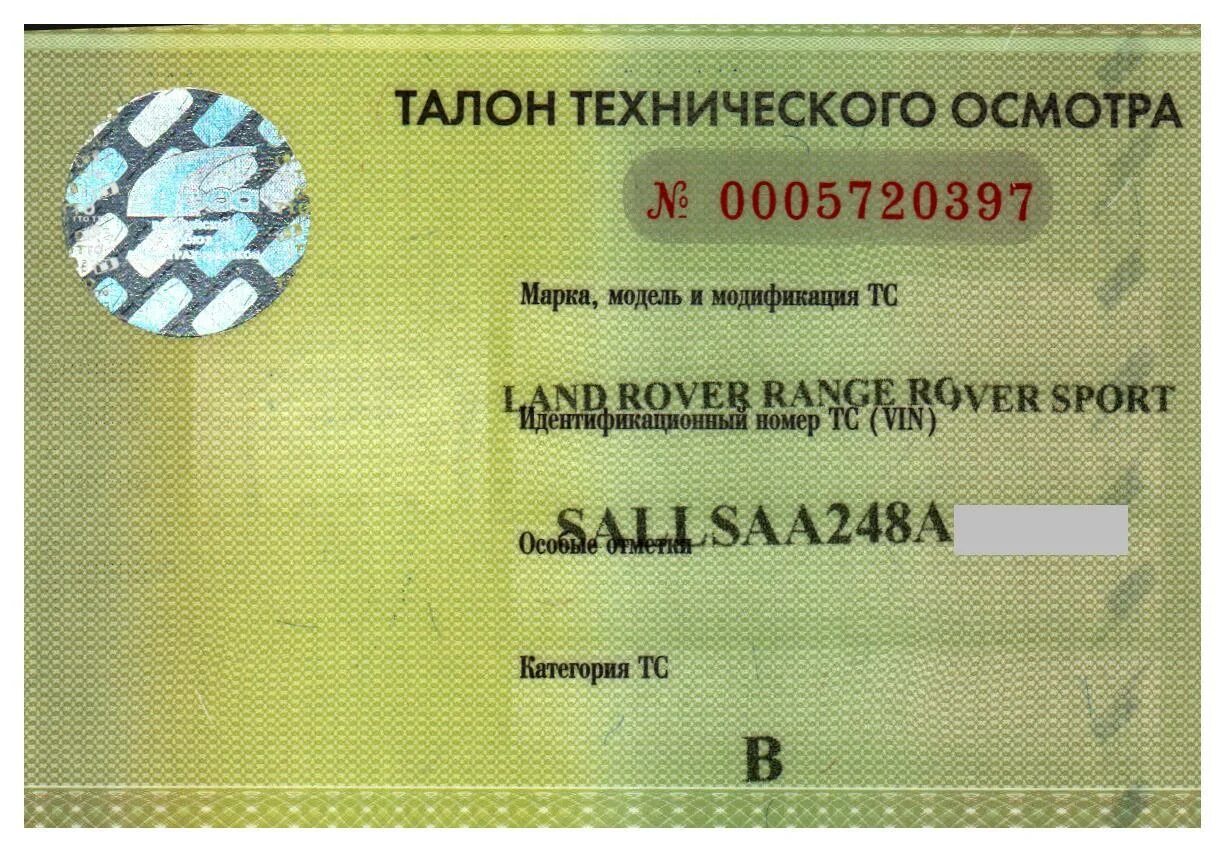 ТАЛОН ТЕХНИЧЕСКОГО ОСМОТРА
№ 0005720397
Марка, модель и модификация ТС
LAND ROVER RANGE ROVER SPORT
Идентификационный номер ТС (VIN)
SALLSAA248A
Особые отметки
Категория ТС
B